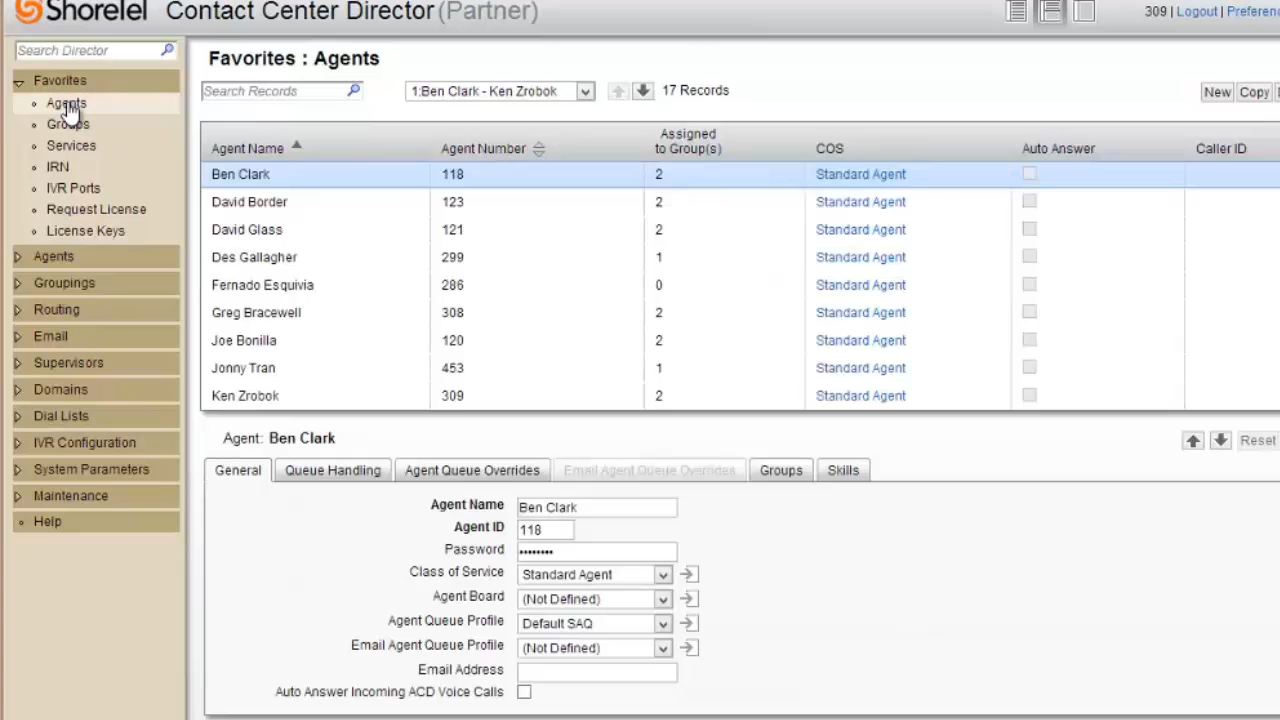 Shoretel Contact Center Director (Partner)
309 | Logout |
Search Director
Favorites
Agents
Groups
Services
IRN
IVR Ports
Request License
License Keys
Agents
Groupings
Routing
Email
Supervisors
Domains
Dial Lists
IVR Configuration
System Parameters
Maintenance
Help
Favorites : Agents
Search Records 1:Ben Clark - Ken Zrobok 17 Records New Copy
Agent Name Agent Number Assigned to Group(s) COS Auto Answer Caller ID
Ben Clark 118 2 Standard Agent
David Border 123 2 Standard Agent
David Glass 121 2 Standard Agent
Des Gallagher 299 1 Standard Agent
Fernado Esquivia 286 0 Standard Agent
Greg Bracewell 308 2 Standard Agent
Joe Bonilla 120 2 Standard Agent
Jonny Tran 453 1 Standard Agent
Ken Zrobok 309 2 Standard Agent
Agent: Ben Clark Reset
General Queue Handling Agent Queue Overrides Email Agent Queue Overrides Groups Skills
Agent Name Ben Clark
Agent ID 118
Password ••••••••
Class of Service Standard Agent
Agent Board (Not Defined)
Agent Queue Profile Default SAQ
Email Agent Queue Profile (Not Defined)
Email Address
Auto Answer Incoming ACD Voice Calls